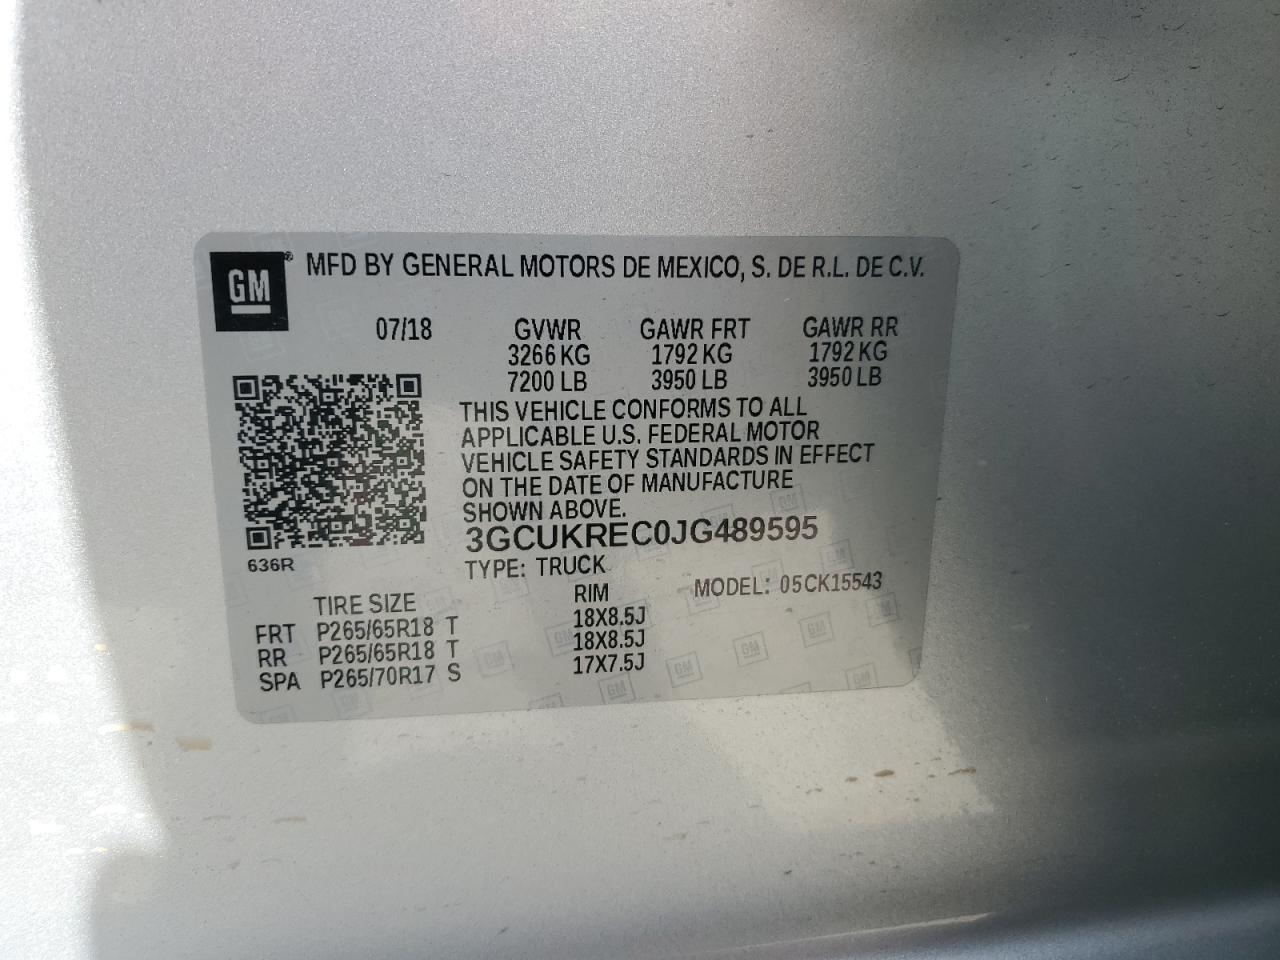 GM® MFD BY GENERAL MOTORS DE MEXICO, S. DE R.L. DE C.V.
07/18 GVWR GAWR FRT GAWR RR
3266 KG 1792 KG 1792 KG
7200 LB 3950 LB 3950 LB
THIS VEHICLE CONFORMS TO ALL
APPLICABLE U.S. FEDERAL MOTOR
VEHICLE SAFETY STANDARDS IN EFFECT
ON THE DATE OF MANUFACTURE
SHOWN ABOVE.
3GCUKREC0JG489595
636R
TYPE: TRUCK
MODEL: 05CK15543
TIRE SIZE RIM
FRT P265/65R18 T 18X8.5J
RR P265/65R18 T 18X8.5J
SPA P265/70R17 S 17X7.5J